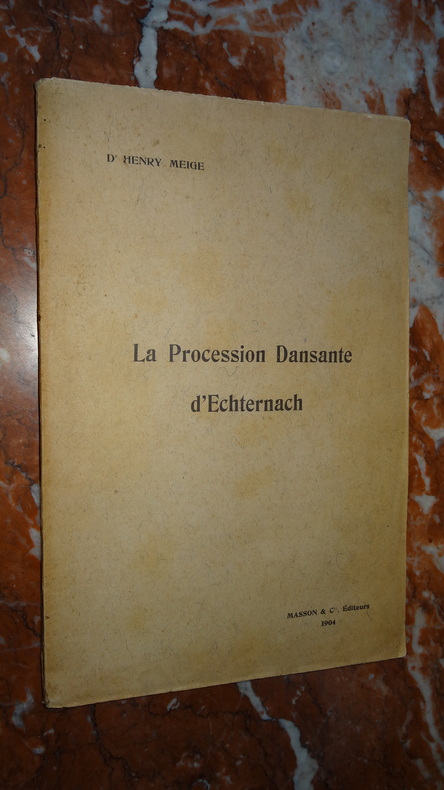 Dʳ HENRY MEIGE
La Procession Dansante
d'Echternach
MASSON & Cⁱᵉ, Éditeurs
1904